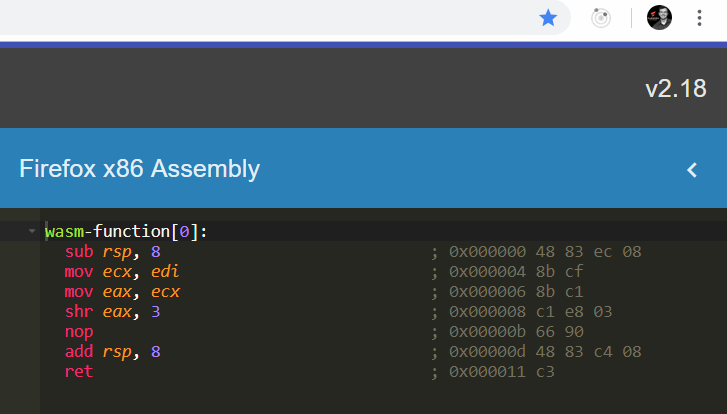 v2.18
Firefox x86 Assembly
wasm-function[0]:
sub rsp, 8 ; 0x000000 48 83 ec 08
mov ecx, edi ; 0x000004 8b cf
mov eax, ecx ; 0x000006 8b c1
shr eax, 3 ; 0x000008 c1 e8 03
nop ; 0x00000b 66 90
add rsp, 8 ; 0x00000d 48 83 c4 08
ret ; 0x000011 c3